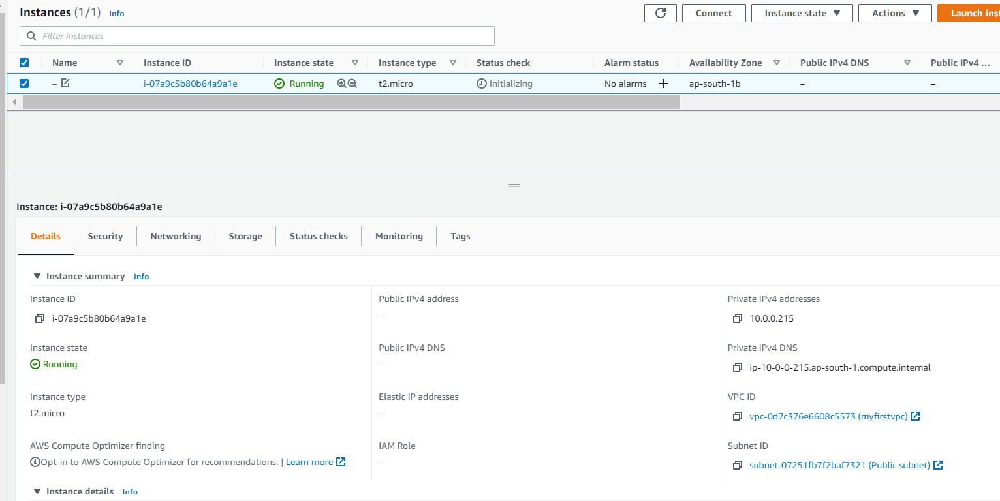 Instances (1/1) Info
Connect Instance state Actions Launch inst
Filter instances
Name Instance ID Instance state Instance type Status check Alarm status Availability Zone Public IPv4 DNS Public IPv4 ...
– i-07a9c5b80b64a9a1e Running t2.micro Initializing No alarms + ap-south-1b – –
Instance: i-07a9c5b80b64a9a1e
Details Security Networking Storage Status checks Monitoring Tags
Instance summary Info
Instance ID Public IPv4 address Private IPv4 addresses
i-07a9c5b80b64a9a1e – 10.0.0.215
Instance state Public IPv4 DNS Private IPv4 DNS
Running – ip-10-0-0-215.ap-south-1.compute.internal
Instance type Elastic IP addresses VPC ID
t2.micro – vpc-0d7c376e6608c5573 (myfirstvpc)
AWS Compute Optimizer finding IAM Role Subnet ID
Opt-in to AWS Compute Optimizer for recommendations. | Learn more – subnet-07251fb7f2baf7321 (Public subnet)
Instance details Info